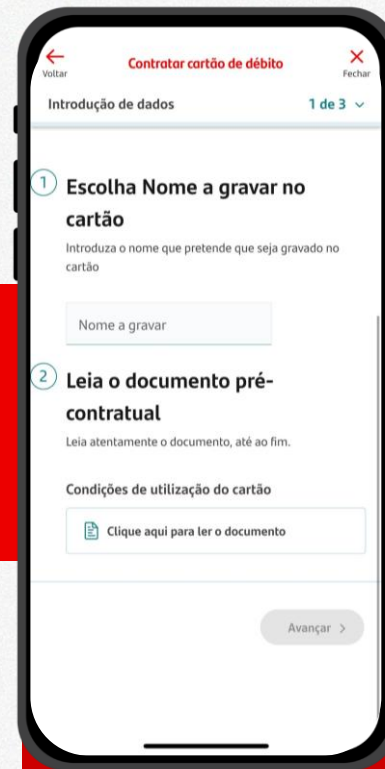 Voltar
Contratar cartão de débito
Fechar
Introdução de dados
1 de 3
1
Escolha Nome a gravar no
cartão
Introduza o nome que pretende que seja gravado no
cartão
Nome a gravar
2
Leia o documento pré-
contratual
Leia atentamente o documento, até ao fim.
Condições de utilização do cartão
Clique aqui para ler o documento
Avançar